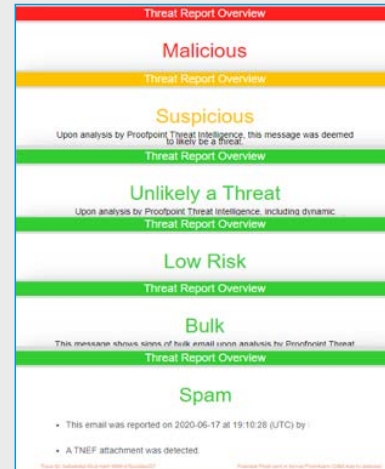 Threat Report Overview
Malicious
Threat Report Overview
Suspicious
Upon analysis by Proofpoint Threat Intelligence, this message was deemed
to likely be a threat.
Threat Report Overview
Unlikely a Threat
Upon analysis by Proofpoint Threat Intelligence, including dynamic
Threat Report Overview
Low Risk
Threat Report Overview
Bulk
This message shows signs of bulk email upon analysis by Proofpoint Threat
Threat Report Overview
Spam
• This email was reported on 2020-06-17 at 19:10:28 (UTC) by
• A TNEF attachment was detected.